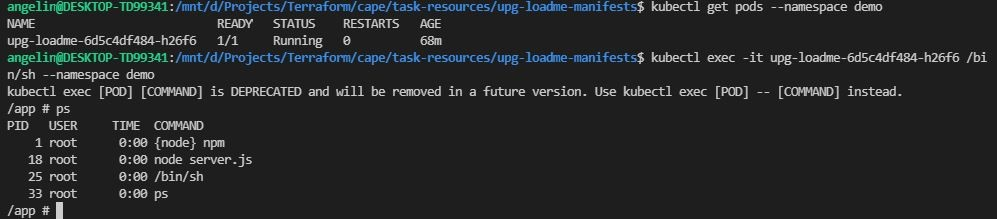 angelin@DESKTOP-TD99341:/mnt/d/Projects/Terraform/cape/task-resources/upg-loadme-manifests$ kubectl get pods --namespace demo
NAME                          READY   STATUS    RESTARTS   AGE
upg-loadme-6d5c4df484-h26f6   1/1     Running   0          68m
angelin@DESKTOP-TD99341:/mnt/d/Projects/Terraform/cape/task-resources/upg-loadme-manifests$ kubectl exec -it upg-loadme-6d5c4df484-h26f6 /bi
n/sh --namespace demo
kubectl exec [POD] [COMMAND] is DEPRECATED and will be removed in a future version. Use kubectl exec [POD] -- [COMMAND] instead.
/app # ps
PID   USER     TIME  COMMAND
    1 root      0:00 {node} npm
   18 root      0:00 node server.js
   25 root      0:00 /bin/sh
   33 root      0:00 ps
/app #